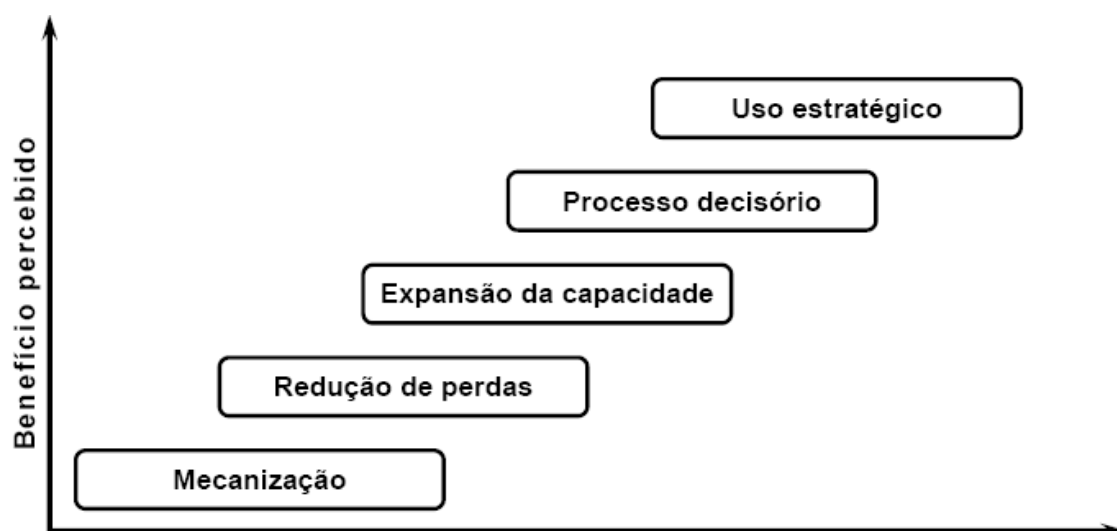 Benefício percebido
Uso estratégico
Processo decisório
Expansão da capacidade
Redução de perdas
Mecanização